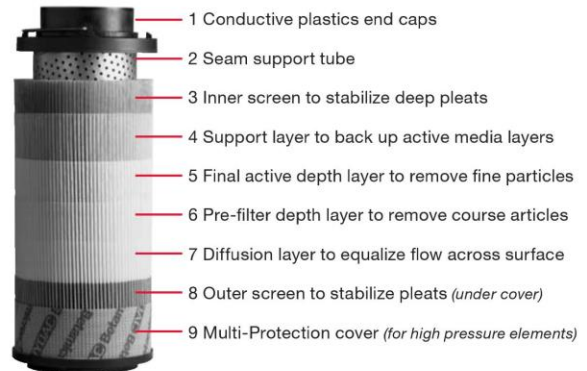 1 Conductive plastics end caps
2 Seam support tube
3 Inner screen to stabilize deep pleats
4 Support layer to back up active media layers
5 Final active depth layer to remove fine particles
6 Pre-filter depth layer to remove course articles
7 Diffusion layer to equalize flow across surface
8 Outer screen to stabilize pleats (under cover)
9 Multi-Protection cover (for high pressure elements)